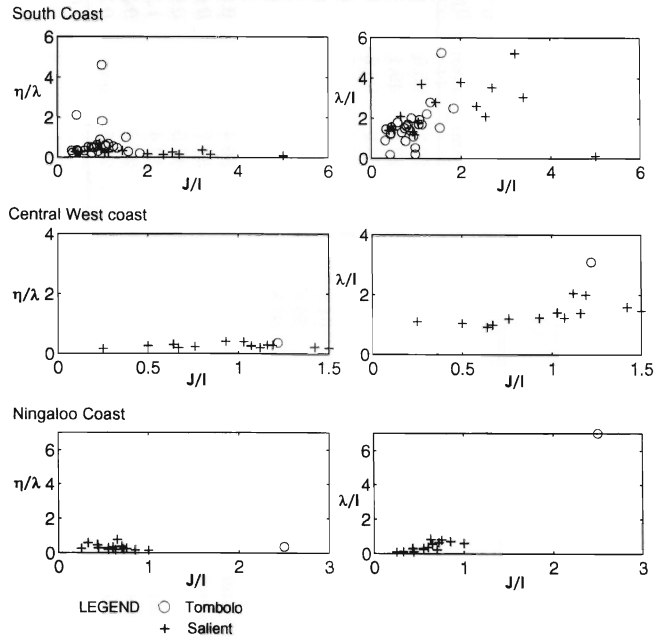 South Coast
6 6
η/λ 4 λ/l 4
2 2
0 0
0 2 4 6 0 2 4 6
J/l J/l
Central West coast
4 4
η/λ 2 λ/l 2
0 0
0 0.5 1 1.5 0 0.5 1 1.5
J/l J/l
Ningaloo Coast
6 6
η/λ 4 λ/l 4
2 2
0 0
0 1 2 3 0 1 2 3
J/l J/l
LEGEND ○ Tombolo
+ Salient